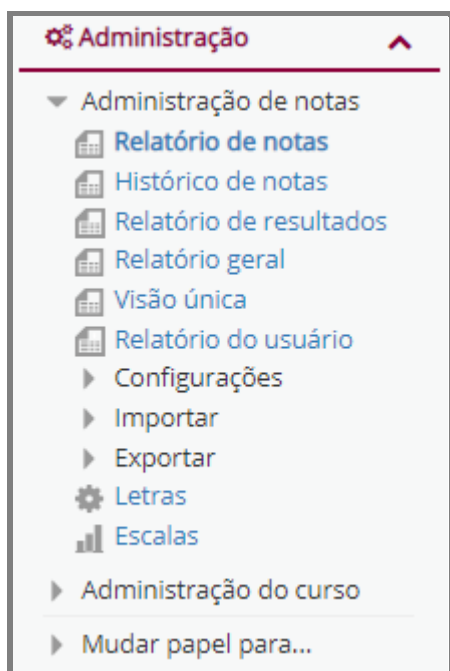 Administração
Administração de notas
Relatório de notas
Histórico de notas
Relatório de resultados
Relatório geral
Visão única
Relatório do usuário
Configurações
Importar
Exportar
Letras
Escalas
Administração do curso
Mudar papel para...